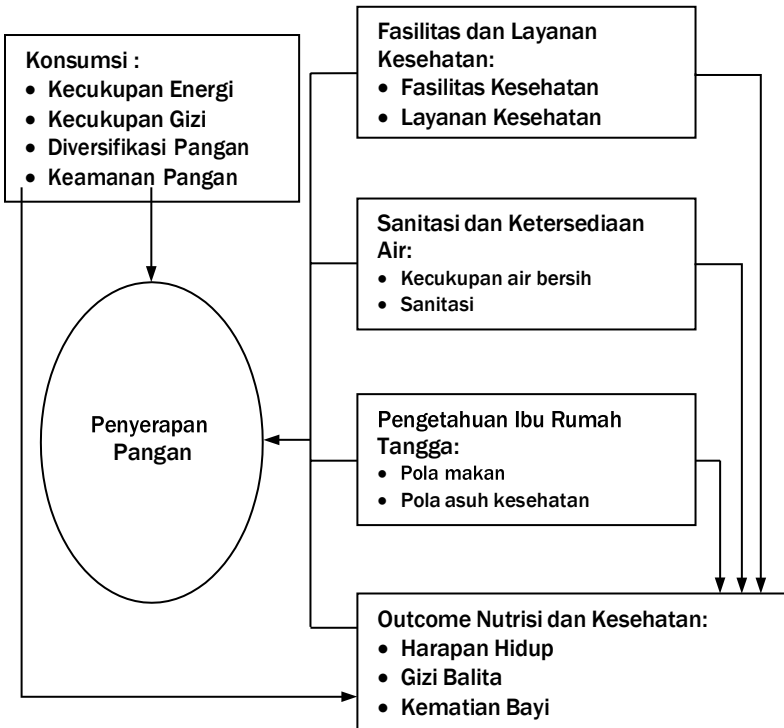 Konsumsi :
• Kecukupan Energi
• Kecukupan Gizi
• Diversifikasi Pangan
• Keamanan Pangan
Penyerapan
Pangan
Fasilitas dan Layanan
Kesehatan:
• Fasilitas Kesehatan
• Layanan Kesehatan
Sanitasi dan Ketersediaan
Air:
• Kecukupan air bersih
• Sanitasi
Pengetahuan Ibu Rumah
Tangga:
• Pola makan
• Pola asuh kesehatan
Outcome Nutrisi dan Kesehatan:
• Harapan Hidup
• Gizi Balita
• Kematian Bayi